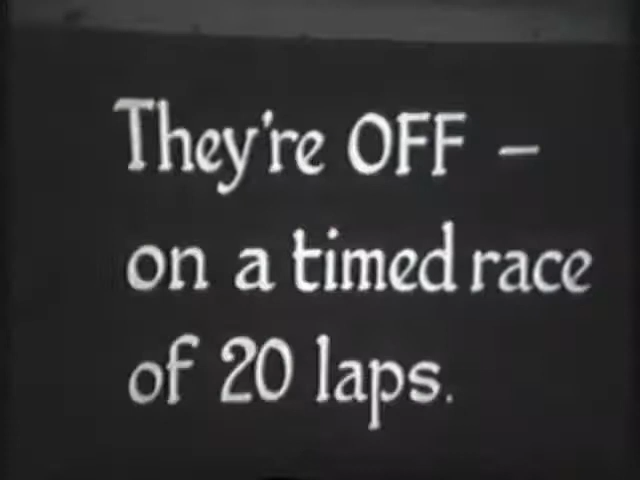 They're OFF –
on a timed race
of 20 laps.